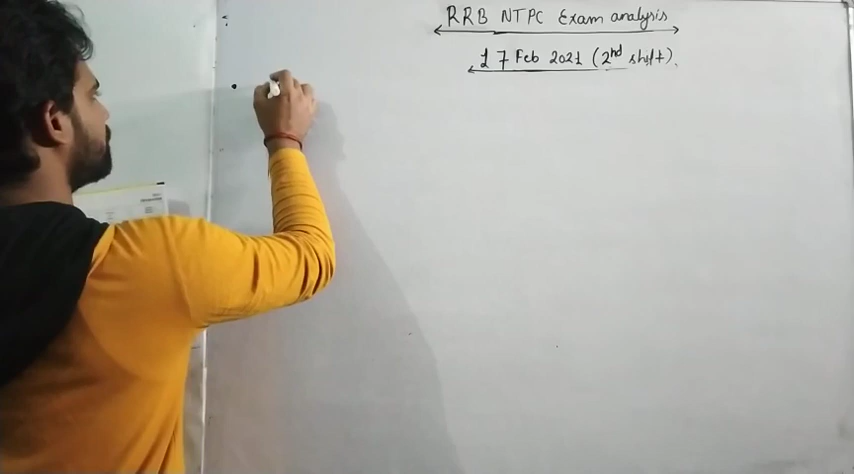 RRB NTPC Exam analysis
17 Feb 2021 (2nd shift).